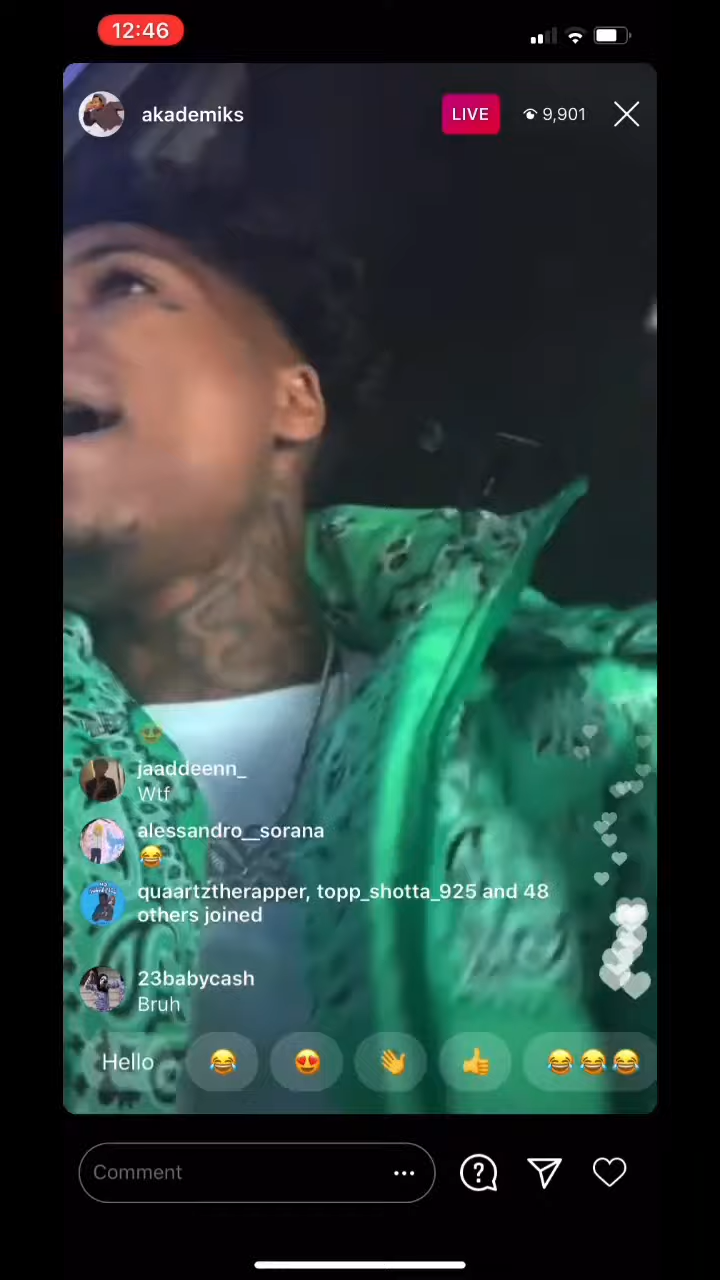 12:46
akademiks
LIVE
9,901
jaaddeenn_
Wtf
alessandro__sorana
😂
quaartztherapper, topp_shotta_925 and 48
others joined
23babycash
Bruh
Hello 😂 😍 👋 👍 😂😂😂
Comment